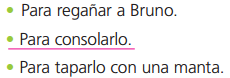 • Para regañar a Bruno.
• Para consolarlo.
• Para taparlo con una manta.